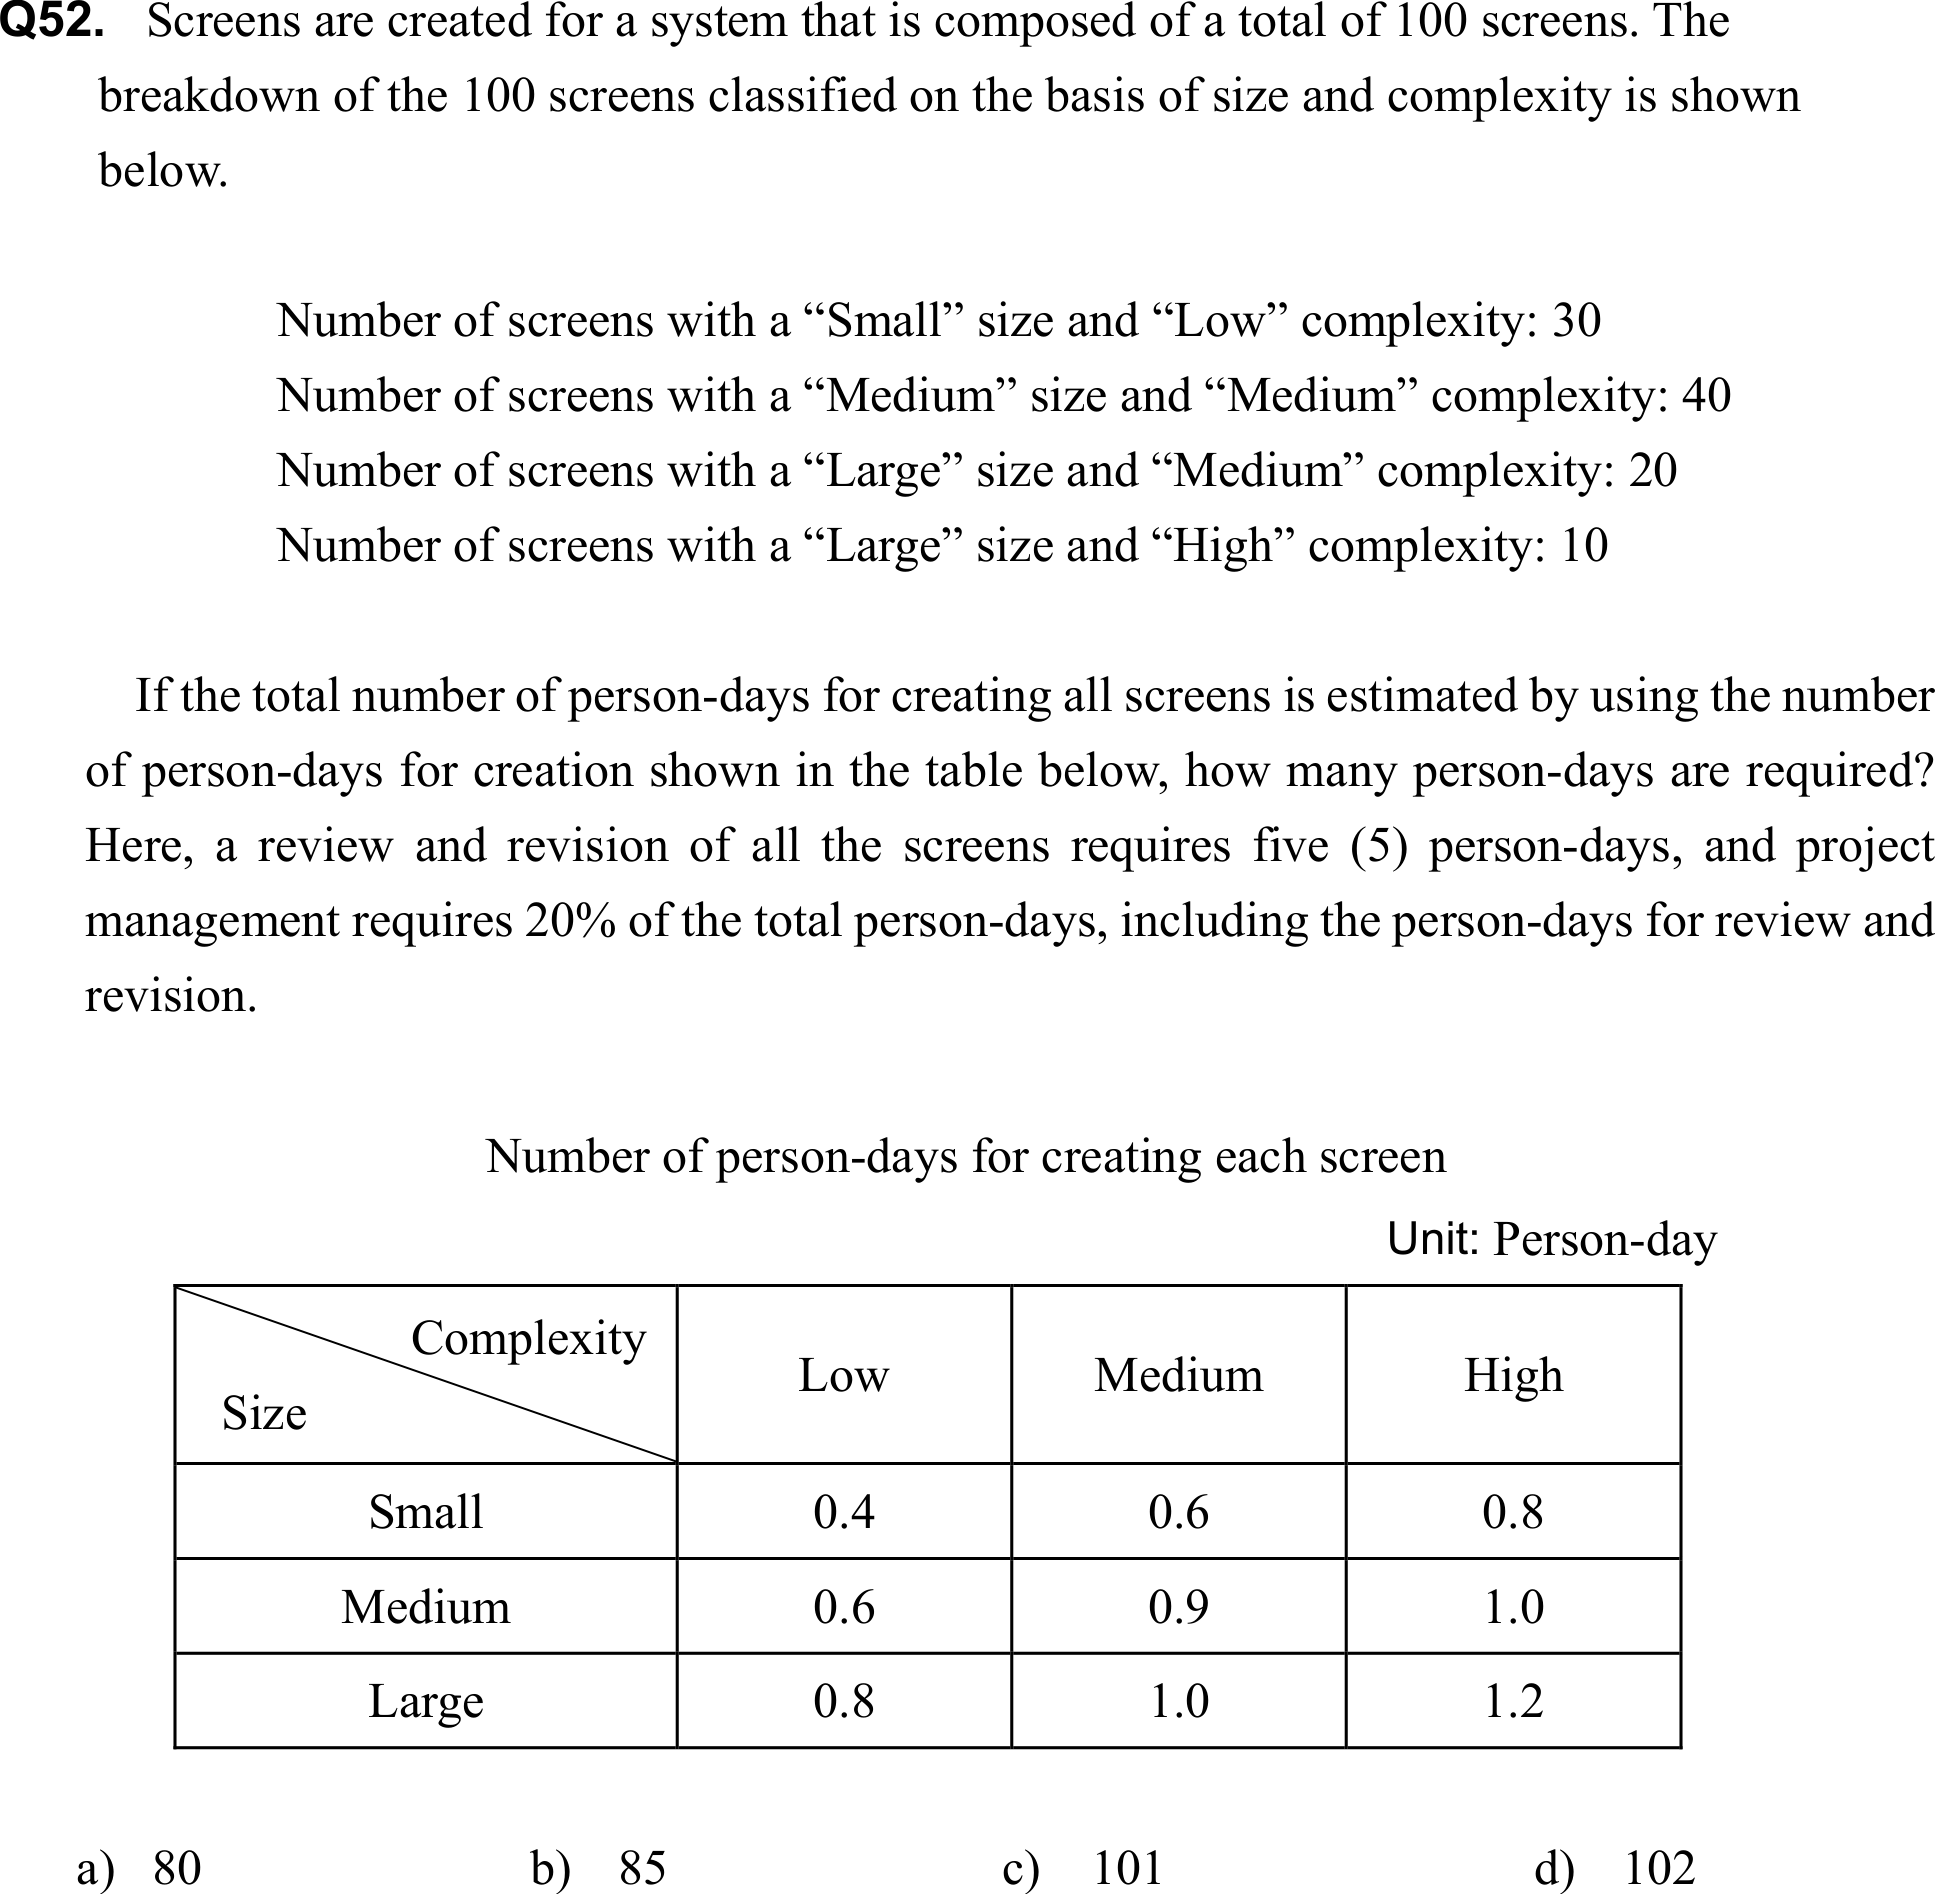 Q52. Screens are created for a system that is composed of a total of 100 screens. The
breakdown of the 100 screens classified on the basis of size and complexity is shown
below.
Number of screens with a “Small” size and “Low” complexity: 30
Number of screens with a “Medium” size and “Medium” complexity: 40
Number of screens with a “Large” size and “Medium” complexity: 20
Number of screens with a “Large” size and “High” complexity: 10
If the total number of person-days for creating all screens is estimated by using the number
of person-days for creation shown in the table below, how many person-days are required?
Here, a review and revision of all the screens requires five (5) person-days, and project
management requires 20% of the total person-days, including the person-days for review and
revision.
Number of person-days for creating each screen
Unit: Person-day
Complexity
Size
Low Medium High
Small 0.4 0.6 0.8
Medium 0.6 0.9 1.0
Large 0.8 1.0 1.2
a) 80 b) 85 c) 101 d) 102